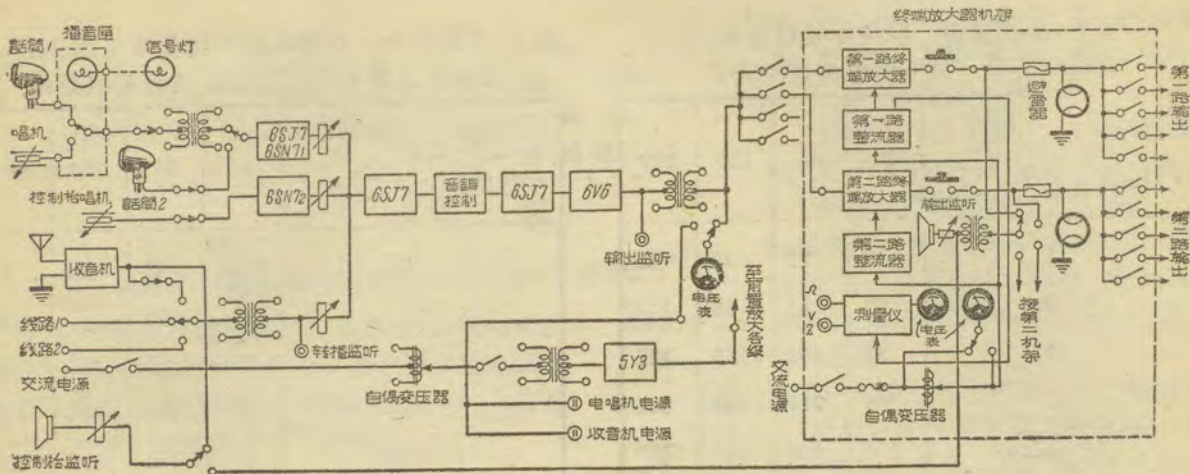 终端放大器机架
话筒1
播音室
信号灯
唱机
6SJ7
6SN71
话筒2
控制枱唱机
6SN72
6SJ7
音調控制
6SJ7
6V6
输出监听
第一路终端放大器
第一路整流器
避雷器
第一路输出
第二路终端放大器
输出监听
第二路整流器
第二路输出
收音机
线路1
线路2
转播监听
交流电源
自偶变压器
电压表
至前置放大各级
5Y3
电唱机电源
收音机电源
Ω
V
测量仪
电压表
接第二机架
交流电源
自偶变压器
控制枱监听